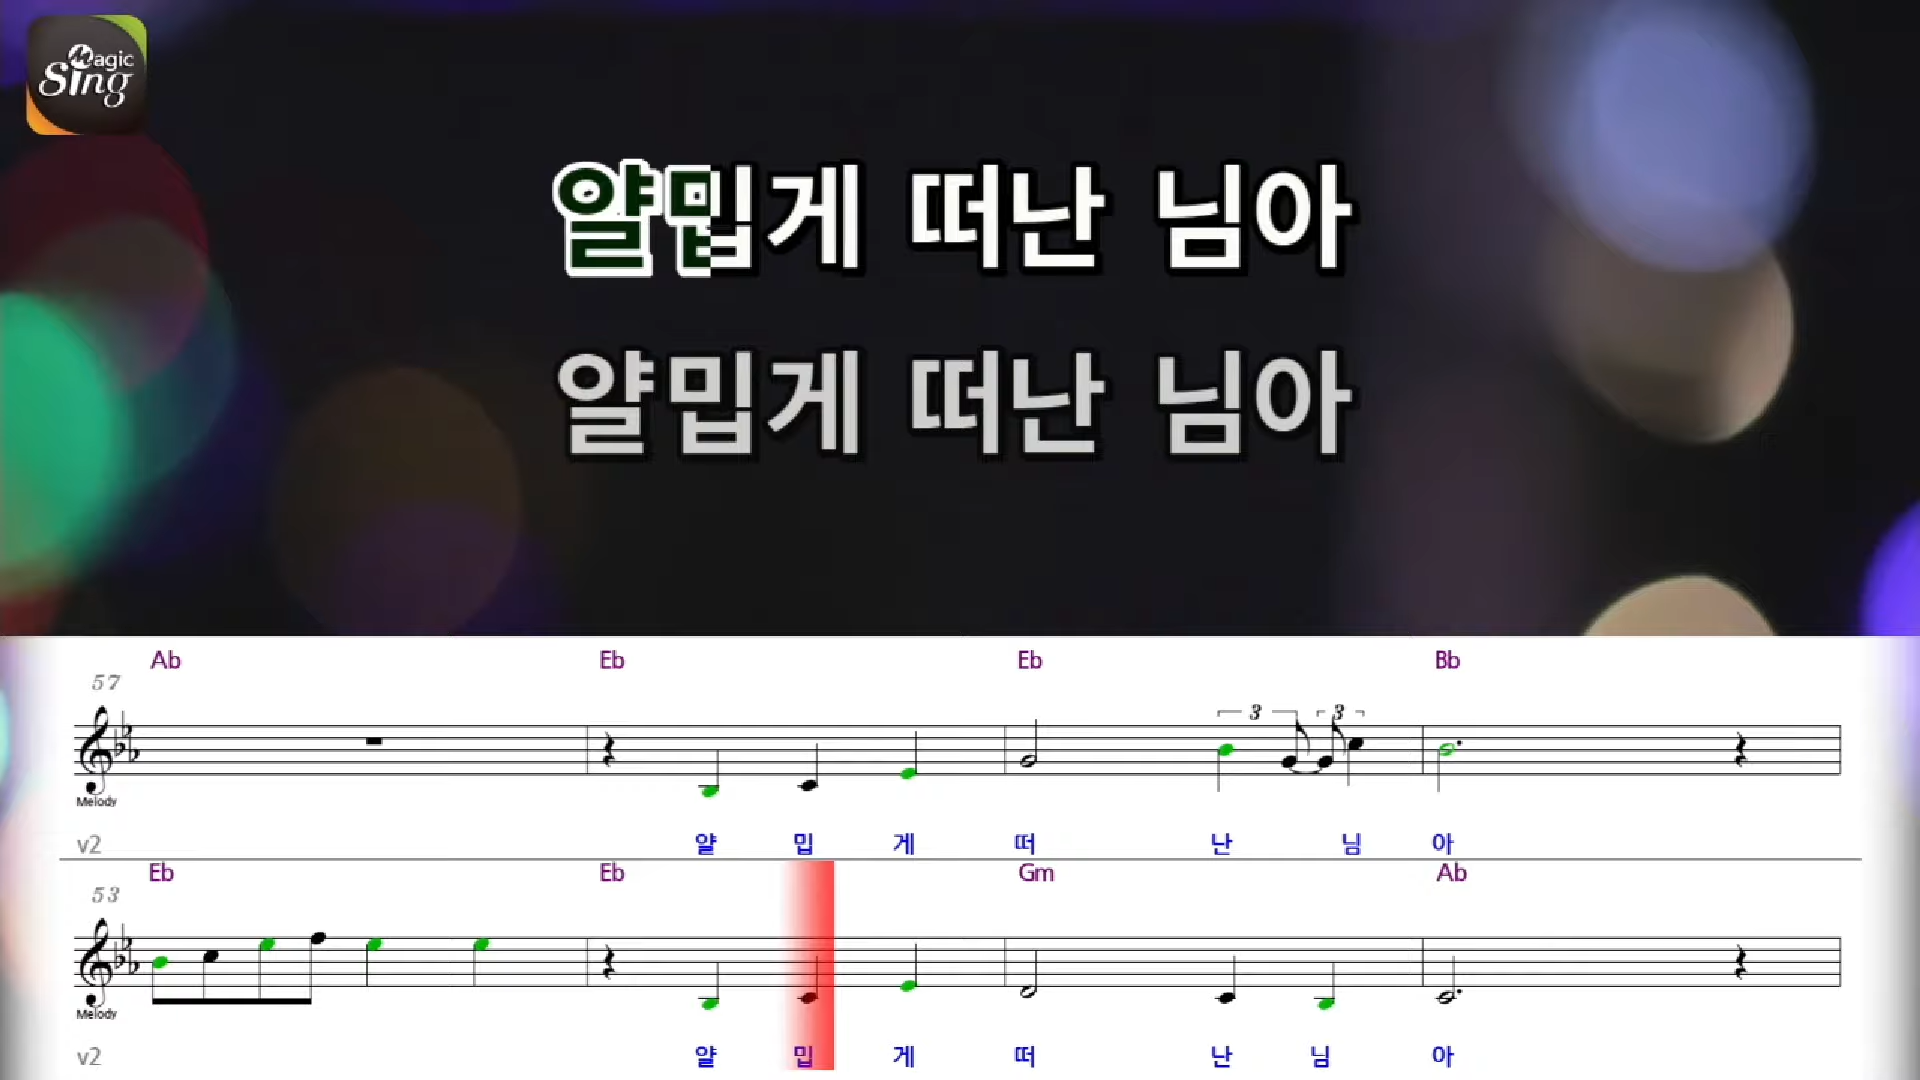 Magic
Sing
얄밉게 떠난 님아
얄밉게 떠난 님아
Ab Eb Eb Bb
57
3 3
Melody
v2 얄 밉 게 떠 난 님 아
Eb Eb Gm Ab
53
Melody
v2 얄 밉 게 떠 난 님 아